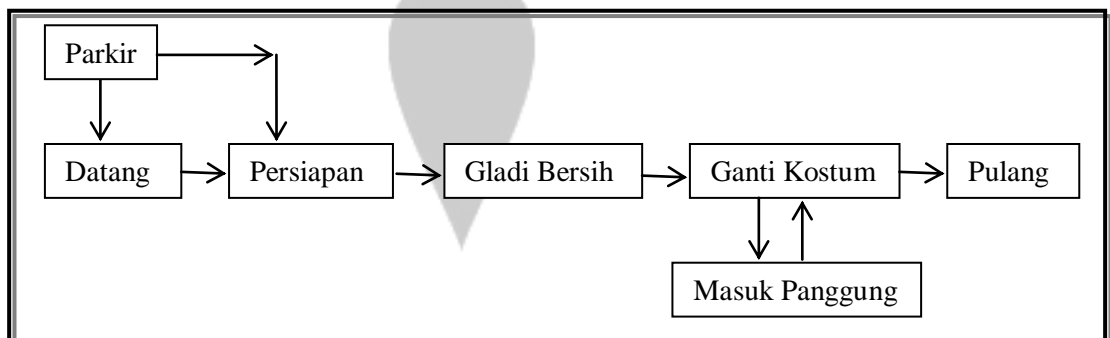 Parkir
Datang
Persiapan
Gladi Bersih
Ganti Kostum
Pulang
Masuk Panggung